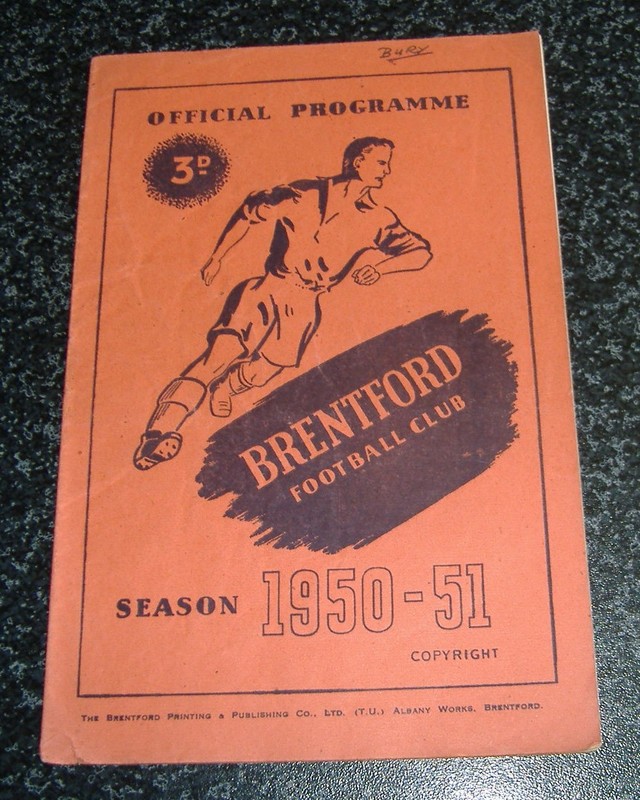 BURY
OFFICIAL PROGRAMME
3D
BRENTFORD
FOOTBALL CLUB
SEASON 1950-51
COPYRIGHT
THE BRENTFORD PRINTING & PUBLISHING CO., LTD. (T.U.) ALBANY WORKS, BRENTFORD.